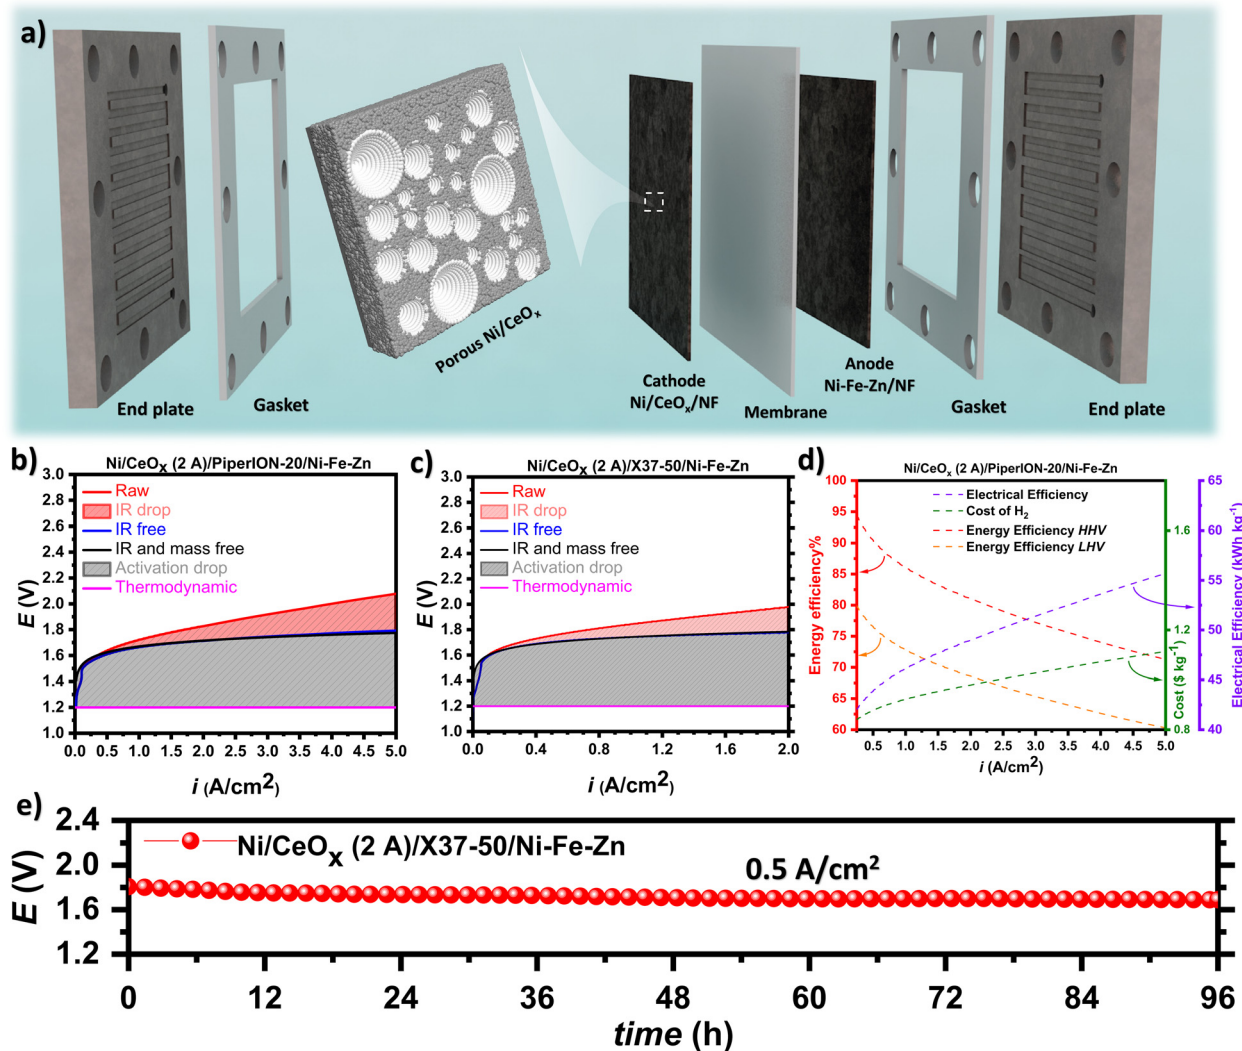 a)
End plate
Gasket
Porous Ni/CeOx
Cathode
Ni/CeOx/NF
Membrane
Anode
Ni-Fe-Zn/NF
Gasket
End plate
b)
Ni/CeOx (2 A)/PiperION-20/Ni-Fe-Zn
Raw
IR drop
IR free
IR and mass free
Activation drop
Thermodynamic
E (V)
3.0
2.8
2.6
2.4
2.2
2.0
1.8
1.6
1.4
1.2
1.0
0.0 0.5 1.0 1.5 2.0 2.5 3.0 3.5 4.0 4.5 5.0
i (A/cm2)
c)
Ni/CeOx (2 A)/X37-50/Ni-Fe-Zn
Raw
IR drop
IR free
IR and mass free
Activation drop
Thermodynamic
E (V)
3.0
2.8
2.6
2.4
2.2
2.0
1.8
1.6
1.4
1.2
1.0
0.0 0.4 0.8 1.2 1.6 2.0
i (A/cm2)
d)
Ni/CeOx (2 A)/PiperION-20/Ni-Fe-Zn
Electrical Efficiency
Cost of H2
Energy Efficiency HHV
Energy Efficiency LHV
Energy efficiency%
100
95
90
85
80
75
70
65
60
0.5 1.0 1.5 2.0 2.5 3.0 3.5 4.0 4.5 5.0
i (A/cm2)
1.6
1.2
0.8
Cost ($ kg-1)
65
60
55
50
45
40
Electrical Efficiency (kWh kg-1)
e)
Ni/CeOx (2 A)/X37-50/Ni-Fe-Zn
0.5 A/cm2
E (V)
2.4
2.0
1.6
1.2
0 12 24 36 48 60 72 84 96
time (h)